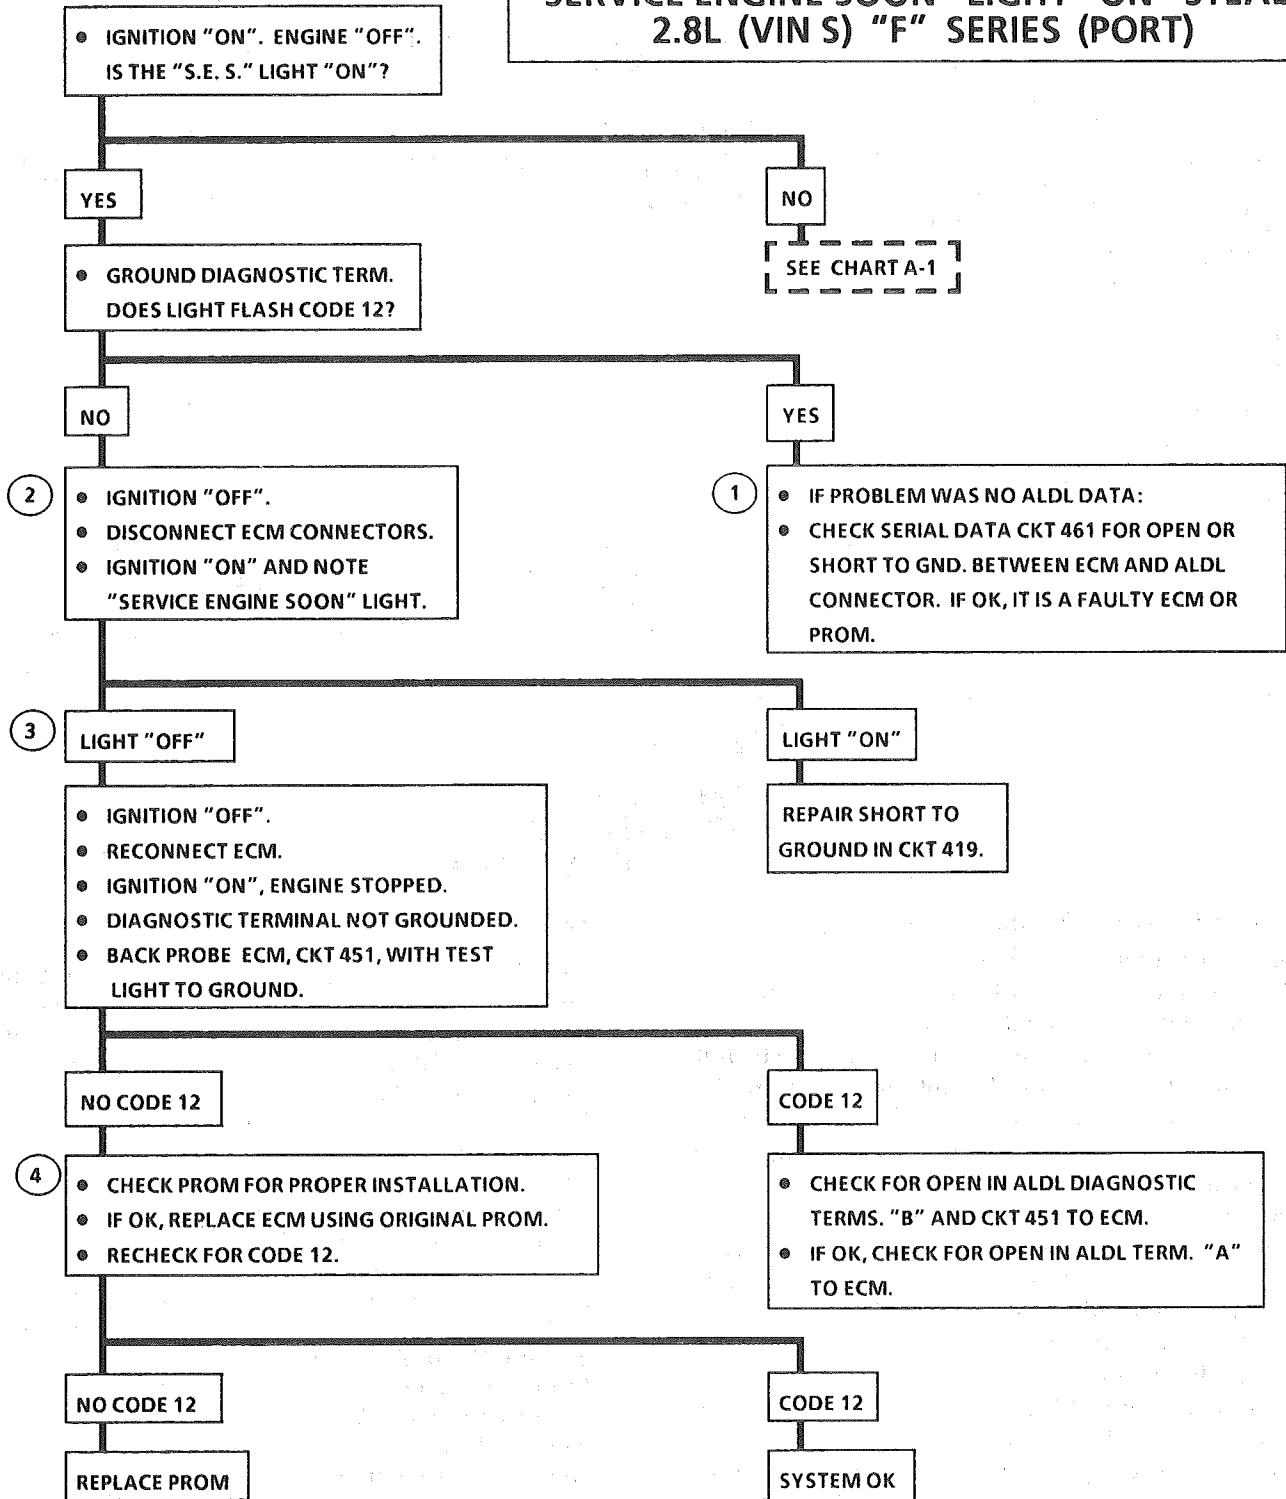 SERVICE ENGINE SOON" LIGHT "ON"
2.8L (VIN S) "F" SERIES (PORT)
● IGNITION "ON". ENGINE "OFF".
IS THE "S.E. S." LIGHT "ON"?
YES
NO
● GROUND DIAGNOSTIC TERM.
DOES LIGHT FLASH CODE 12?
SEE CHART A-1
NO
YES
2
● IGNITION "OFF".
● DISCONNECT ECM CONNECTORS.
● IGNITION "ON" AND NOTE
"SERVICE ENGINE SOON" LIGHT.
1
● IF PROBLEM WAS NO ALDL DATA:
● CHECK SERIAL DATA CKT 461 FOR OPEN OR
SHORT TO GND. BETWEEN ECM AND ALDL
CONNECTOR. IF OK, IT IS A FAULTY ECM OR
PROM.
3
LIGHT "OFF"
LIGHT "ON"
● IGNITION "OFF".
● RECONNECT ECM.
● IGNITION "ON", ENGINE STOPPED.
● DIAGNOSTIC TERMINAL NOT GROUNDED.
● BACK PROBE ECM, CKT 451, WITH TEST
LIGHT TO GROUND.
REPAIR SHORT TO
GROUND IN CKT 419.
NO CODE 12
CODE 12
4
● CHECK PROM FOR PROPER INSTALLATION.
● IF OK, REPLACE ECM USING ORIGINAL PROM.
● RECHECK FOR CODE 12.
● CHECK FOR OPEN IN ALDL DIAGNOSTIC
TERMS. "B" AND CKT 451 TO ECM.
● IF OK, CHECK FOR OPEN IN ALDL TERM. "A"
TO ECM.
NO CODE 12
CODE 12
REPLACE PROM
SYSTEM OK